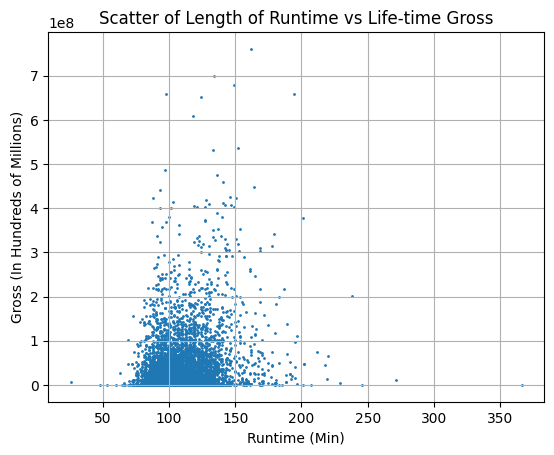 Scatter of Length of Runtime vs Life-time Gross
1e8
7
6
5
4
3
2
1
0
Gross (In Hundreds of Millions)
50 100 150 200 250 300 350
Runtime (Min)